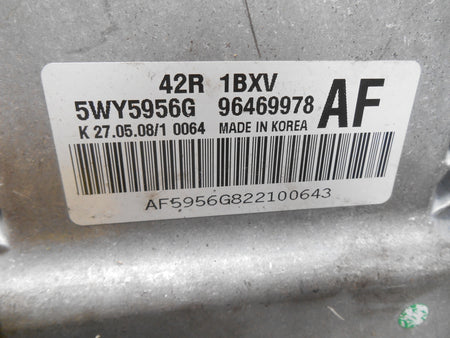 42R 1BXV
5WY5956G 96469978 AF
K 27.05.08/1 0064 MADE IN KOREA
AF5956G822100643